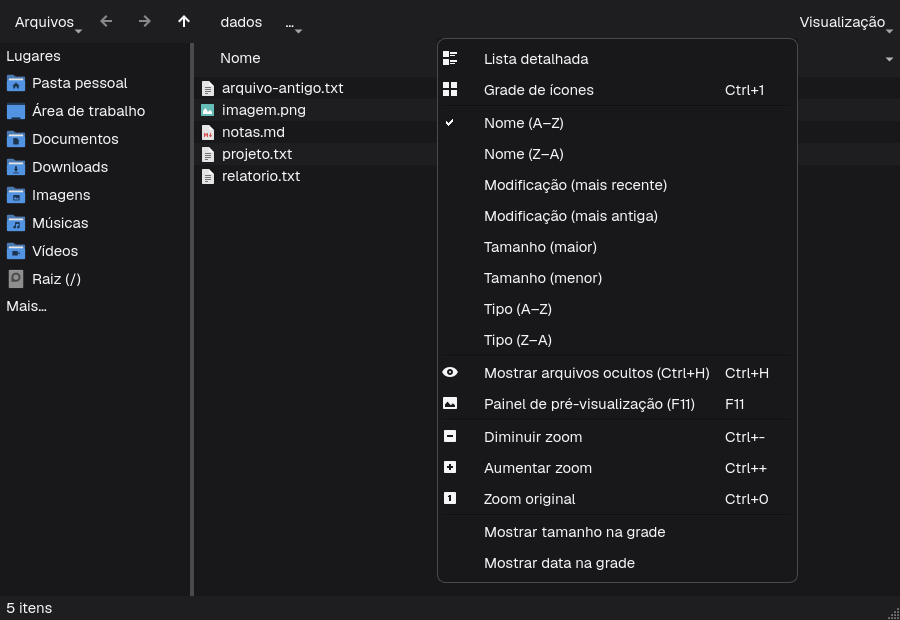 Arquivos
dados
...
Visualização
Lugares
Pasta pessoal
Área de trabalho
Documentos
Downloads
Imagens
Músicas
Vídeos
Raiz (/)
Mais...
Nome
arquivo-antigo.txt
imagem.png
notas.md
projeto.txt
relatorio.txt
Lista detalhada
Grade de ícones Ctrl+1
Nome (A–Z)
Nome (Z–A)
Modificação (mais recente)
Modificação (mais antiga)
Tamanho (maior)
Tamanho (menor)
Tipo (A–Z)
Tipo (Z–A)
Mostrar arquivos ocultos (Ctrl+H) Ctrl+H
Painel de pré-visualização (F11) F11
Diminuir zoom Ctrl+-
Aumentar zoom Ctrl++
Zoom original Ctrl+0
Mostrar tamanho na grade
Mostrar data na grade
5 itens